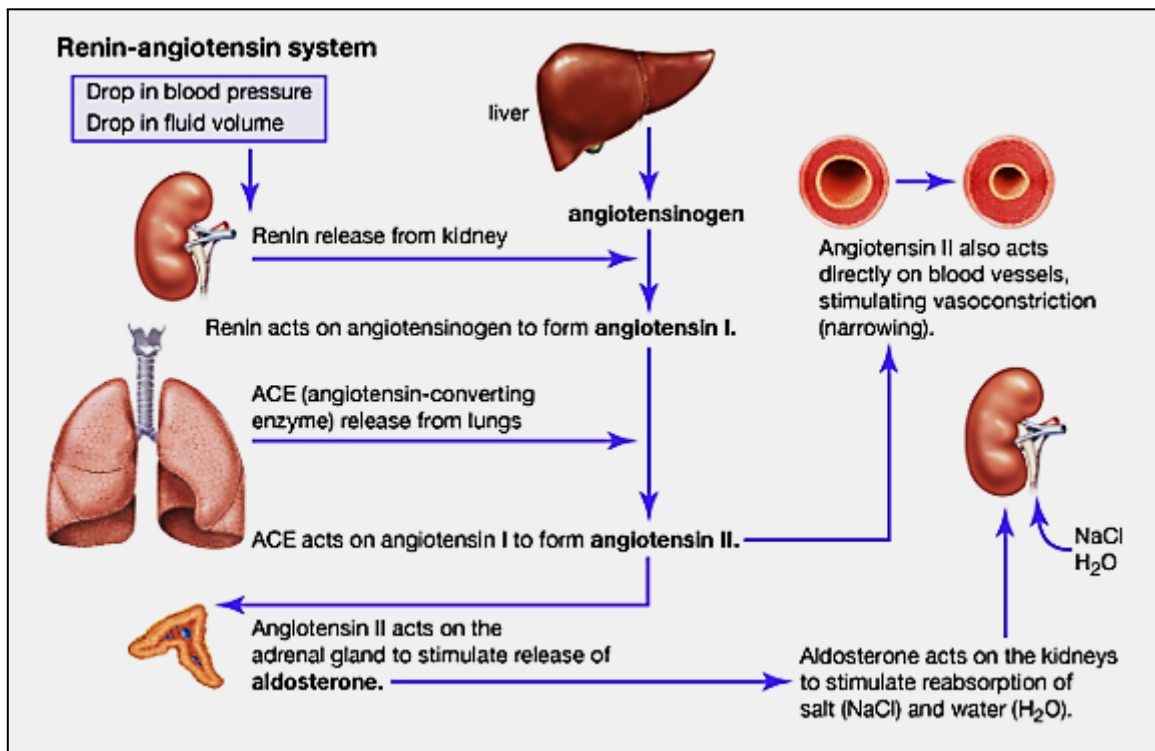 Renin-angiotensin system
Drop in blood pressure
Drop in fluid volume
liver
angiotensinogen
Renin release from kidney
Renin acts on angiotensinogen to form angiotensin I.
ACE (angiotensin-converting
enzyme) release from lungs
ACE acts on angiotensin I to form angiotensin II.
Angiotensin II also acts
directly on blood vessels,
stimulating vasoconstriction
(narrowing).
NaCl
H₂O
Angiotensin II acts on the
adrenal gland to stimulate release of
aldosterone.
Aldosterone acts on the kidneys
to stimulate reabsorption of
salt (NaCl) and water (H₂O).